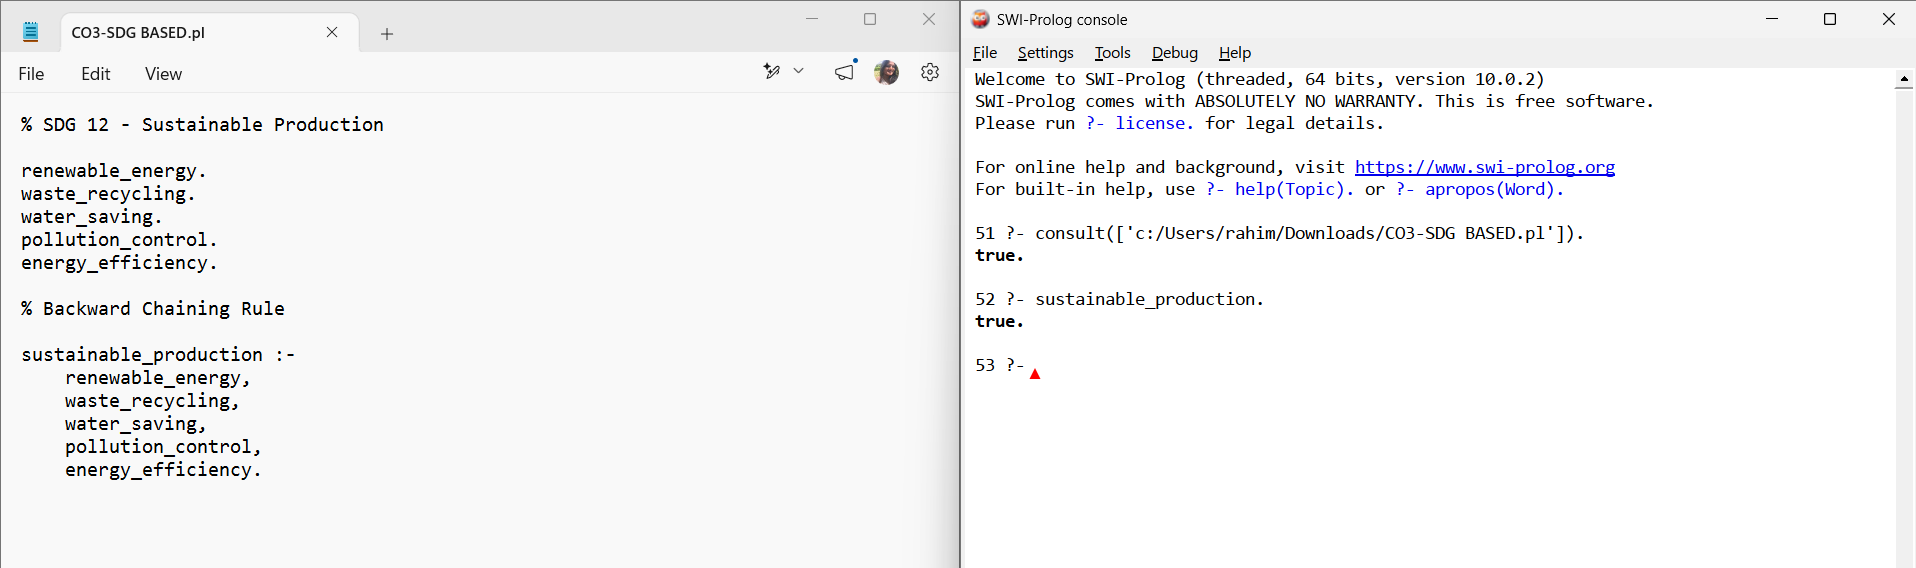 CO3-SDG BASED.pl
File Edit View
% SDG 12 - Sustainable Production
renewable_energy.
waste_recycling.
water_saving.
pollution_control.
energy_efficiency.
% Backward Chaining Rule
sustainable_production :-
    renewable_energy,
    waste_recycling,
    water_saving,
    pollution_control,
    energy_efficiency.
SWI-Prolog console
File Settings Tools Debug Help
Welcome to SWI-Prolog (threaded, 64 bits, version 10.0.2)
SWI-Prolog comes with ABSOLUTELY NO WARRANTY. This is free software.
Please run ?- license. for legal details.
For online help and background, visit https://www.swi-prolog.org
For built-in help, use ?- help(Topic). or ?- apropos(Word).
51 ?- consult(['c:/Users/rahim/Downloads/CO3-SDG BASED.pl']).
true.
52 ?- sustainable_production.
true.
53 ?-